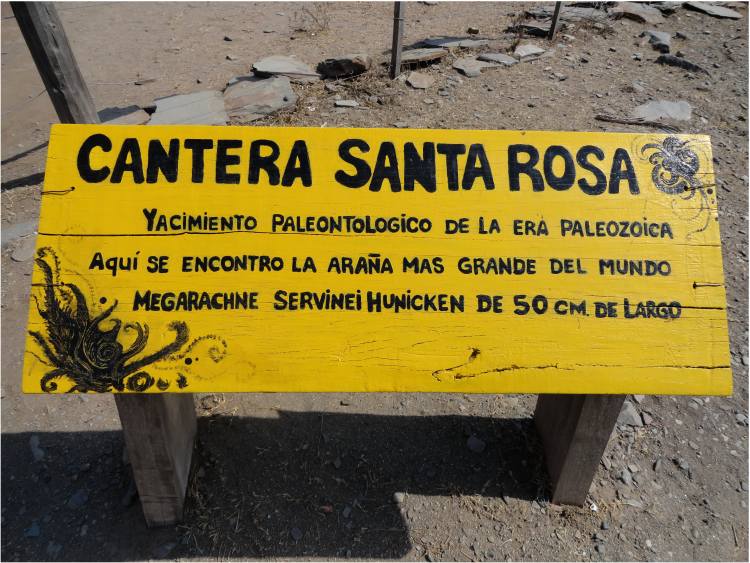 CANTERA SANTA ROSA
YACIMIENTO PALEONTOLOGICO DE LA ERA PALEOZOICA
AQUÍ SE ENCONTRO LA ARAÑA MAS GRANDE DEL MUNDO
MEGARACHNE SERVINEI HUNICKEN DE 50 CM. DE LARGO